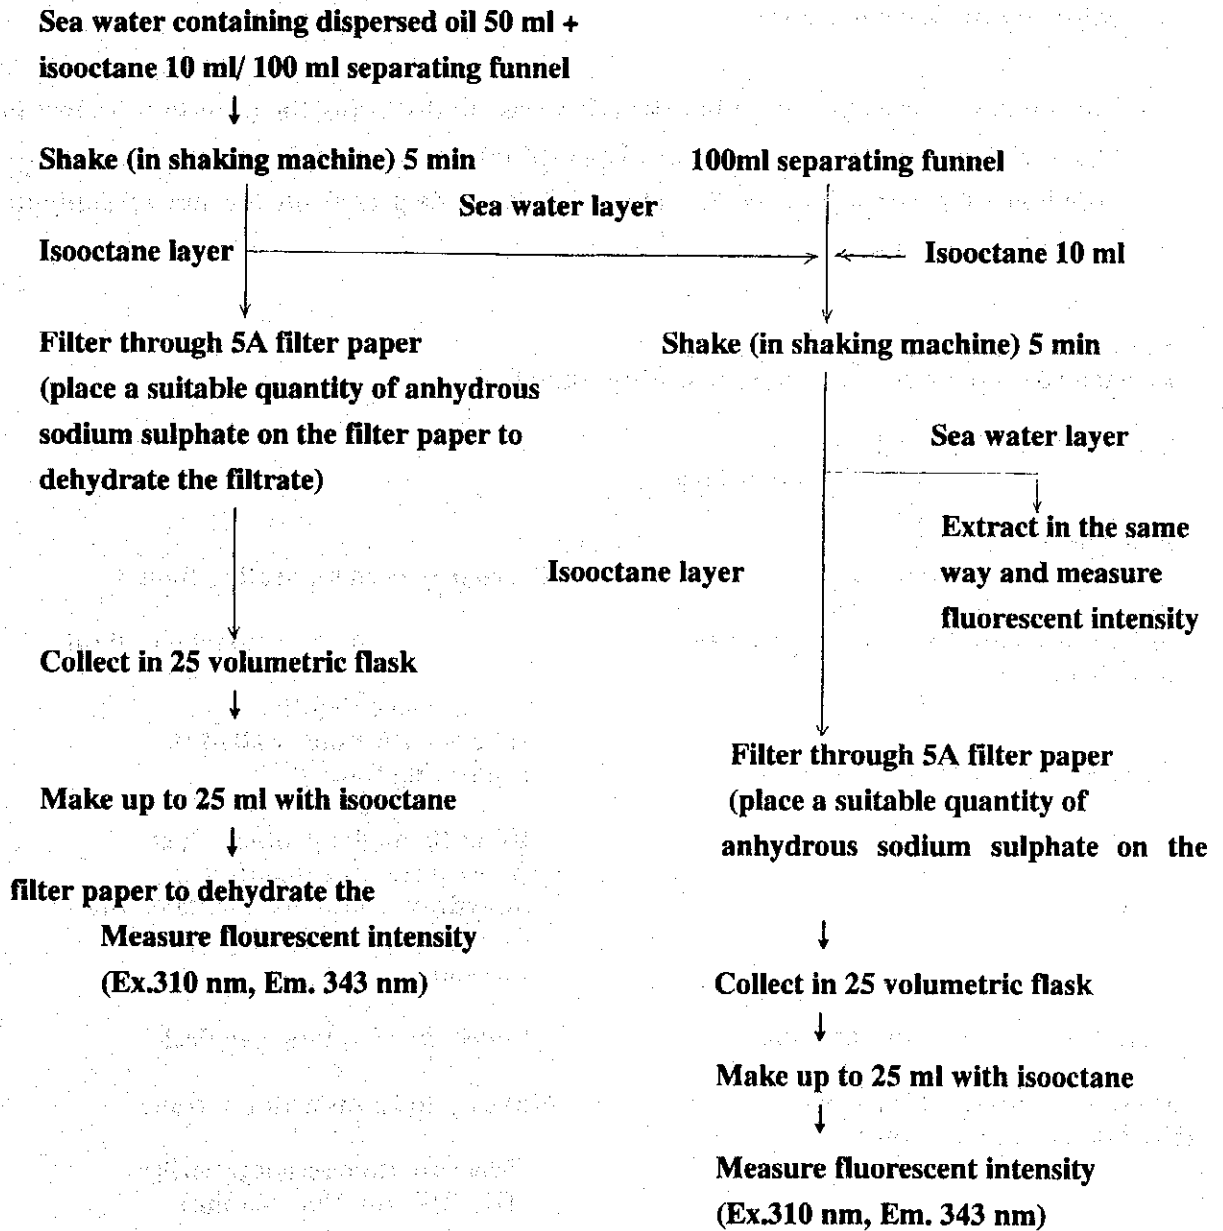 Sea water containing dispersed oil 50 ml +
isooctane 10 ml/ 100 ml separating funnel
Shake (in shaking machine) 5 min
100ml separating funnel
Sea water layer
Isooctane layer
Isooctane 10 ml
Filter through 5A filter paper
(place a suitable quantity of anhydrous
sodium sulphate on the filter paper to
dehydrate the filtrate)
Shake (in shaking machine) 5 min
Sea water layer
Extract in the same
way and measure
fluorescent intensity
Isooctane layer
Collect in 25 volumetric flask
Make up to 25 ml with isooctane
filter paper to dehydrate the
Measure flourescent intensity
(Ex.310 nm, Em. 343 nm)
Filter through 5A filter paper
(place a suitable quantity of
anhydrous sodium sulphate on the
Collect in 25 volumetric flask
Make up to 25 ml with isooctane
Measure fluorescent intensity
(Ex.310 nm, Em. 343 nm)